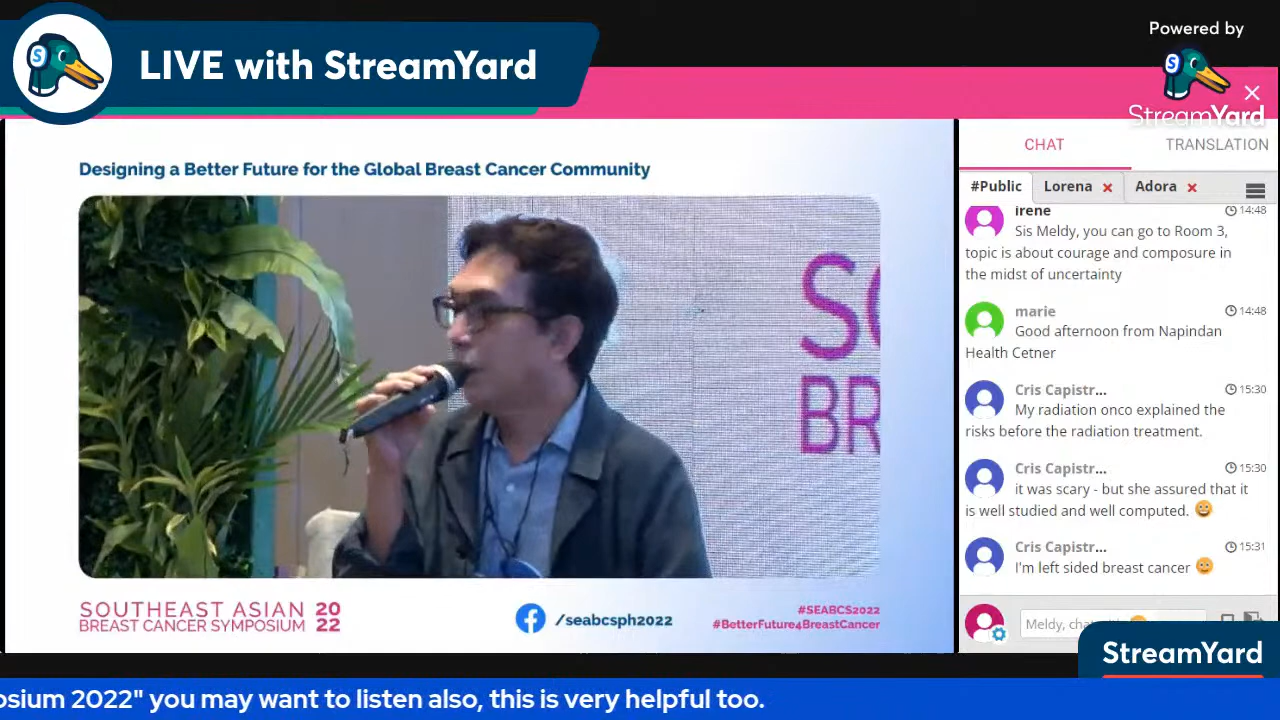 LIVE with StreamYard
Powered by
StreamYard
Designing a Better Future for the Global Breast Cancer Community
BR
SOUTHEAST ASIAN 20
BREAST CANCER SYMPOSIUM 22
/seabcsph2022
#SEABCS2022
#BetterFuture4BreastCancer
CHAT
TRANSLATION
#Public
Lorena
Adora
irene
14:48
Sis Meldy, you can go to Room 3,
topic is about courage and composure in
the midst of uncertainty
marie
14:48
Good afternoon from Napindan
Health Cetner
Cris Capistr...
15:30
My radiation onco explained the
risks before the radiation treatment.
Cris Capistr...
15:30
it was scary - but she assured that it
is well studied and well computed.
Cris Capistr...
15:31
I'm left sided breast cancer
Meldy,
StreamYard
osium 2022" you may want to listen also, this is very helpful too.